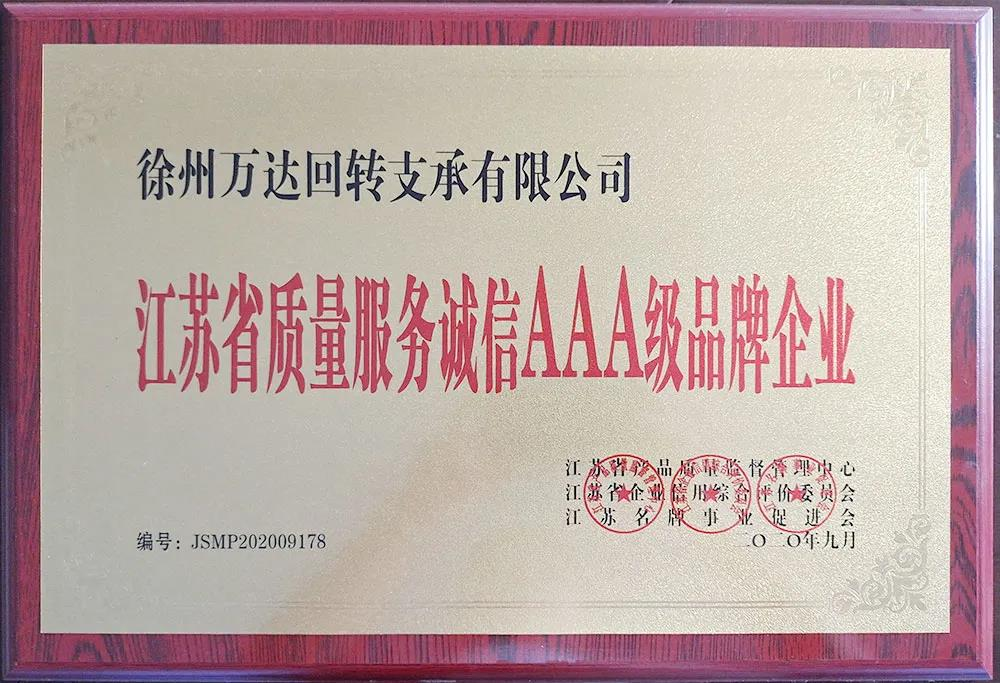 徐州万达回转支承有限公司
江苏省质量服务诚信AAA级品牌企业
江苏省产品质量监督管理中心
江苏省企业信用综合评价委员会
江苏名牌事业促进会
编号：JSMP202009178
二〇二〇年九月